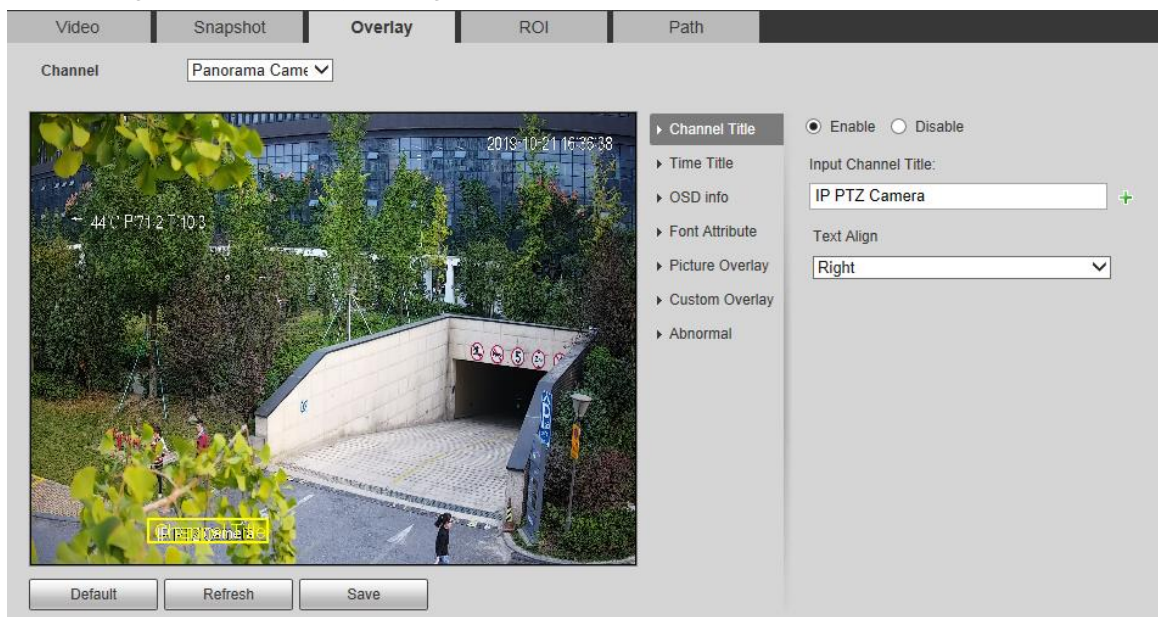 Video Snapshot Overlay ROI Path
Channel Panorama Came
2019-10-21 16:36:38
Channel Title
Time Title
OSD info
Font Attribute
Picture Overlay
Custom Overlay
Abnormal
Enable Disable
Input Channel Title:
IP PTZ Camera
Text Align
Right
5
Default Refresh Save